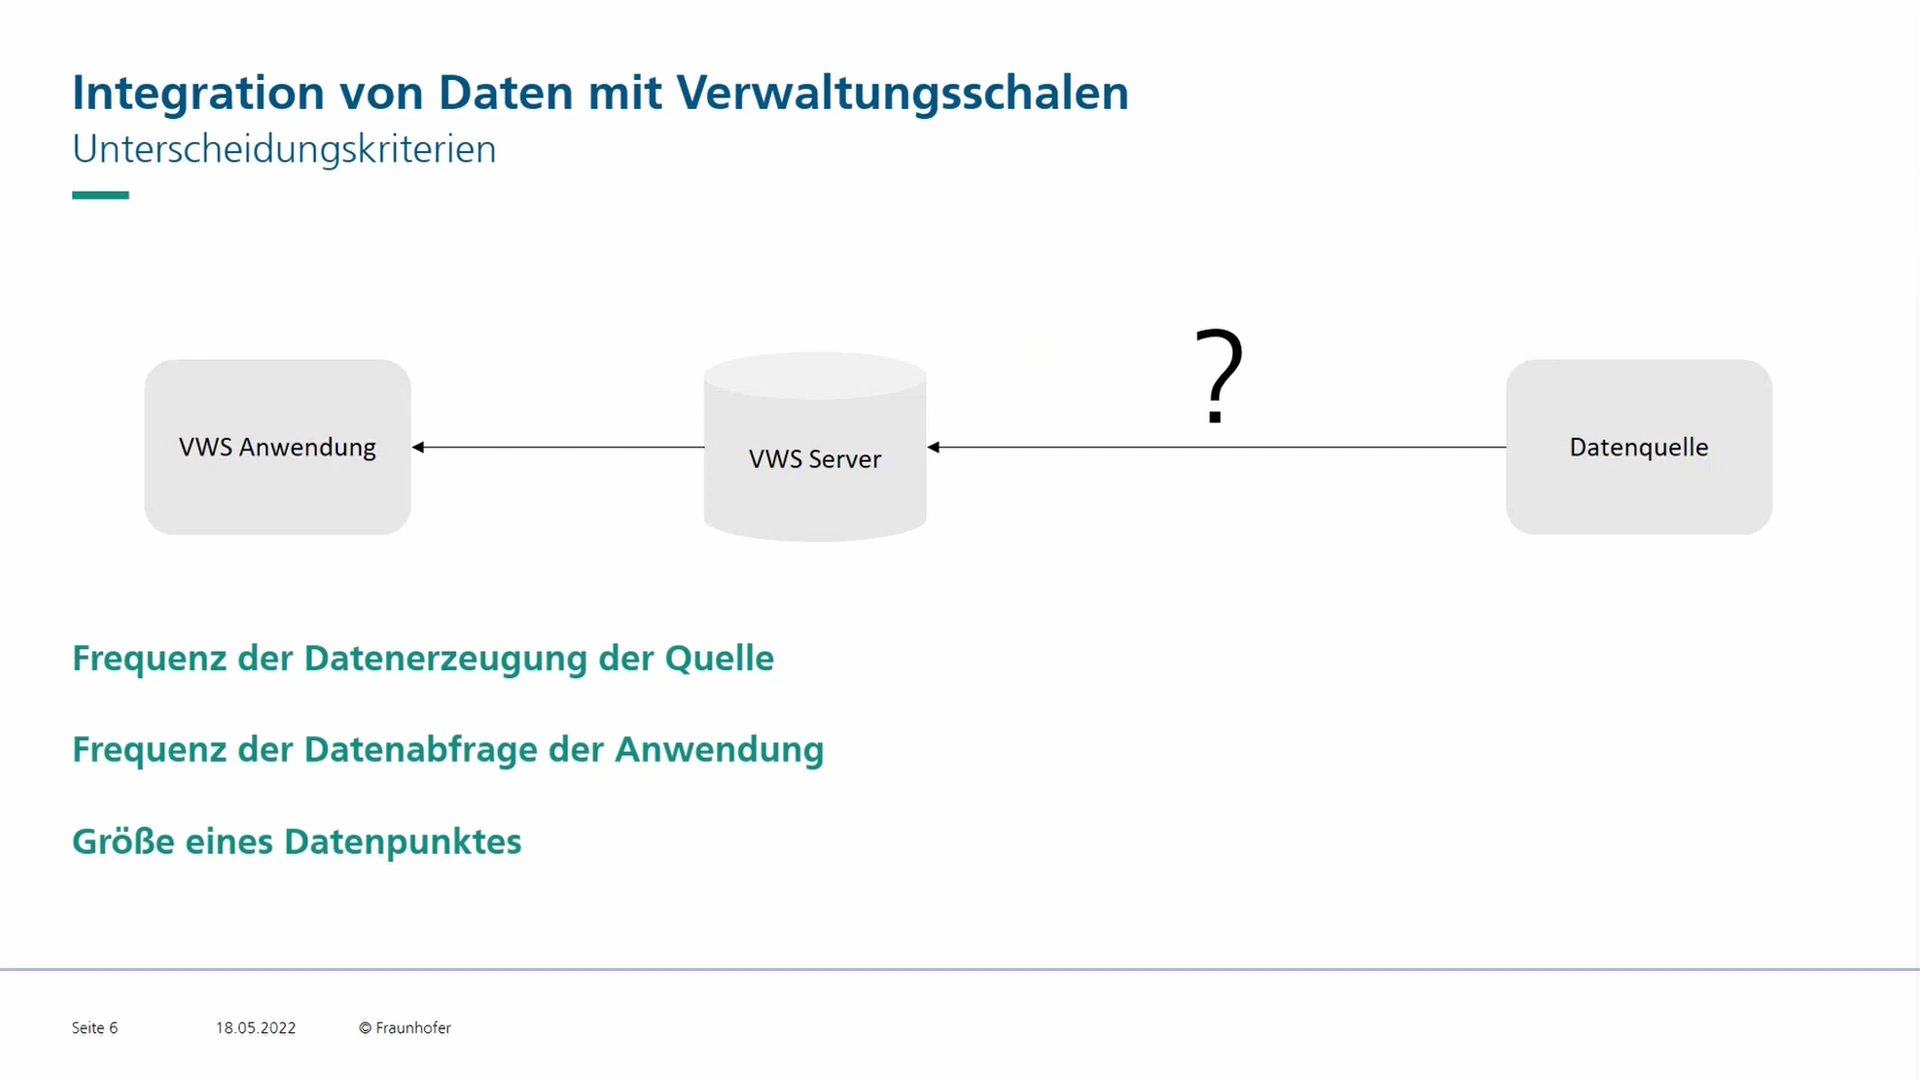 Integration von Daten mit Verwaltungsschalen
Unterscheidungskriterien
?
VWS Anwendung
VWS Server
Datenquelle
Frequenz der Datenerzeugung der Quelle
Frequenz der Datenabfrage der Anwendung
Größe eines Datenpunktes
Seite 6
18.05.2022
© Fraunhofer